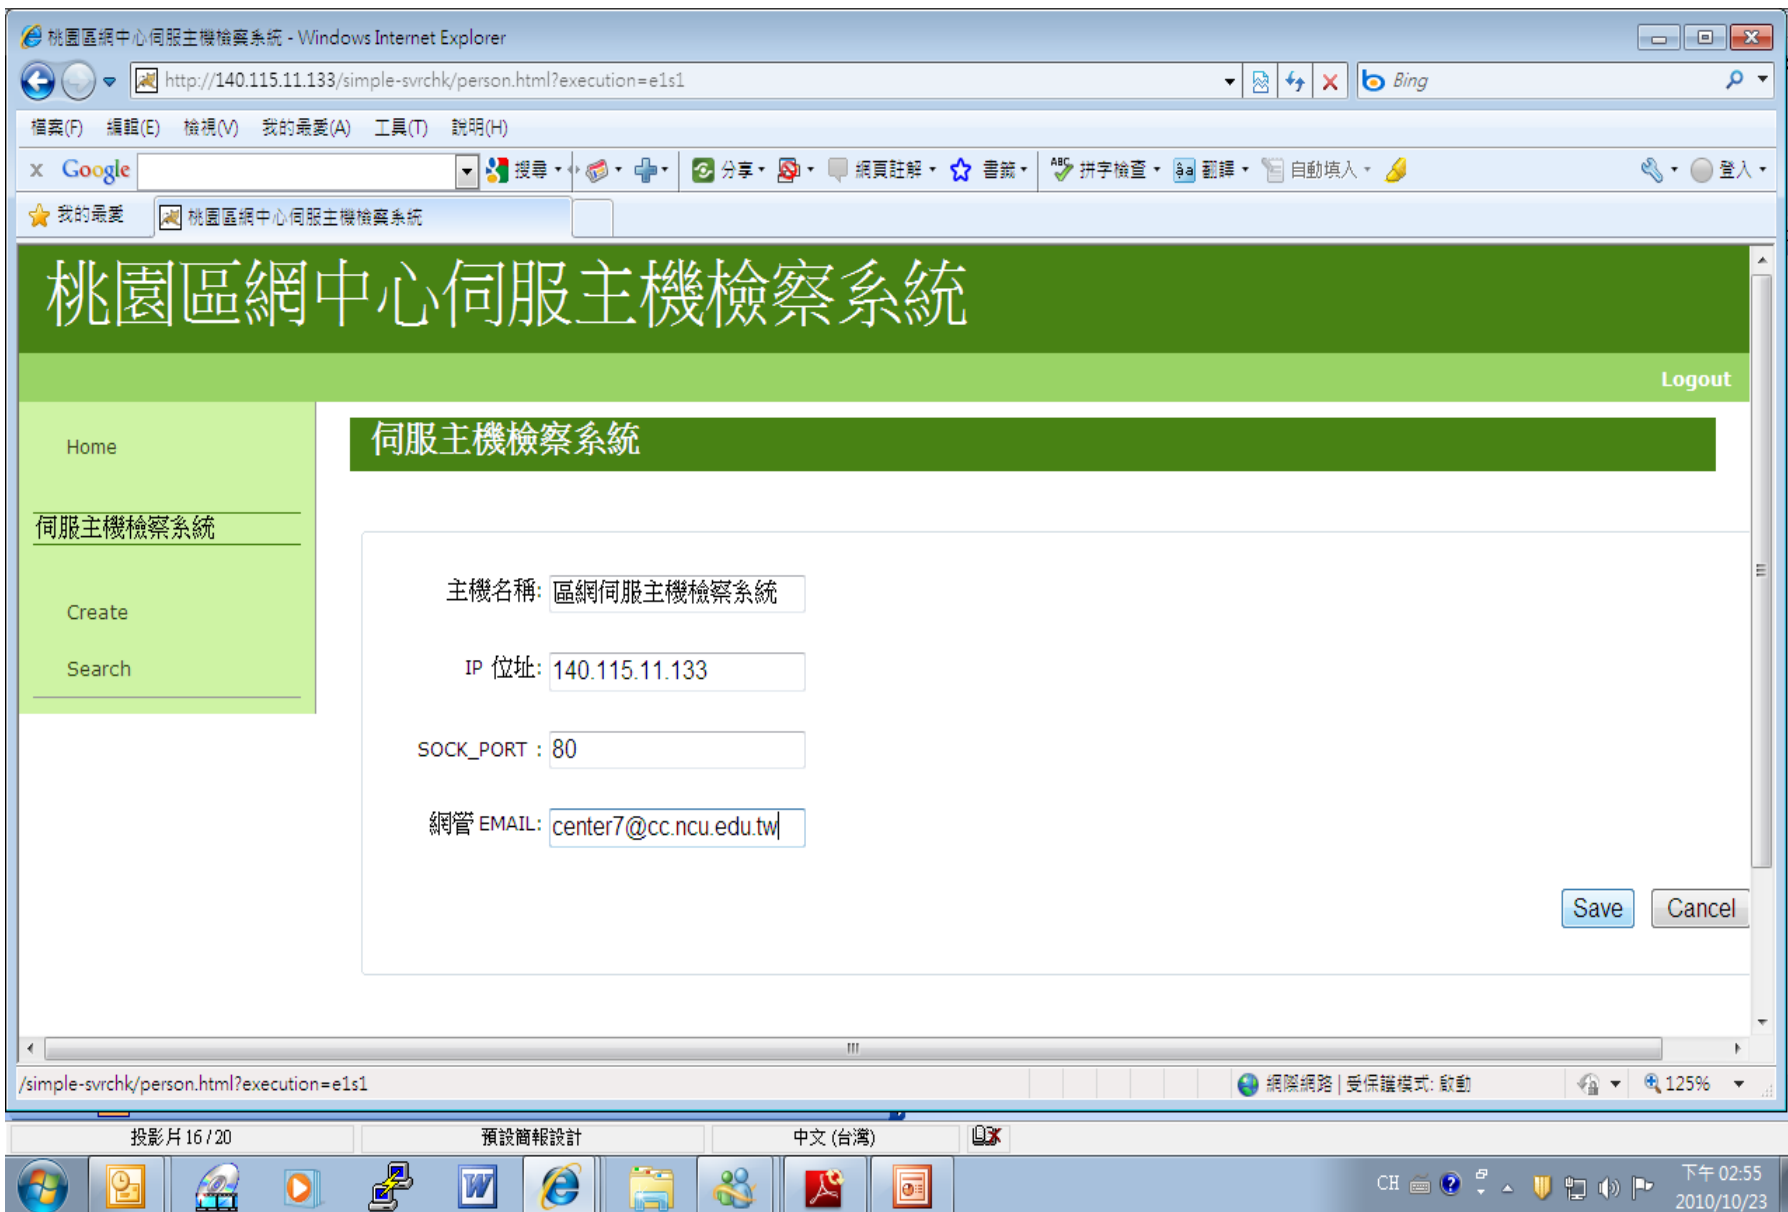 桃園區網中心伺服主機檢察系統 - Windows Internet Explorer
http://140.115.11.133/simple-svrchk/person.html?execution=e1s1
Bing
檔案(F) 編輯(E) 檢視(V) 我的最愛(A) 工具(T) 說明(H)
x Google 搜尋 分享 網頁註解 書籤 ABC 拼字檢查 âa 翻譯 自動填入 登入
我的最愛 桃園區網中心伺服主機檢察系統
桃園區網中心伺服主機檢察系統
Logout
Home
伺服主機檢察系統
Create
Search
伺服主機檢察系統
主機名稱: 區網伺服主機檢察系統
IP 位址: 140.115.11.133
SOCK_PORT : 80
網管 EMAIL: center7@cc.ncu.edu.tw
Save Cancel
/simple-svrchk/person.html?execution=e1s1 網際網路 | 受保護模式: 啟動 125%
投影片 16 / 20 預設簡報設計 中文 (台灣)
CH 下午 02:55
2010/10/23